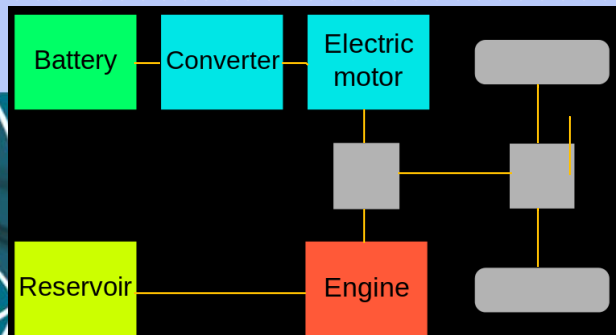 Battery
Converter
Electric
motor
Reservoir
Engine